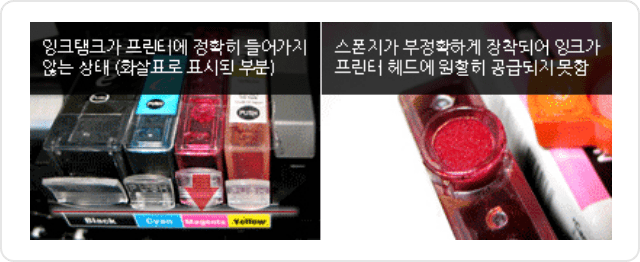 잉크탱크가 프린터에 정확히 들어가지
않는 상태 (화살표로 표시된 부분)
스폰지가 부정확하게 장착되어 잉크가
프린터 헤드에 원활히 공급되지못함
PUSH
PUSH
Black
Cyan
Magenta
Yellow